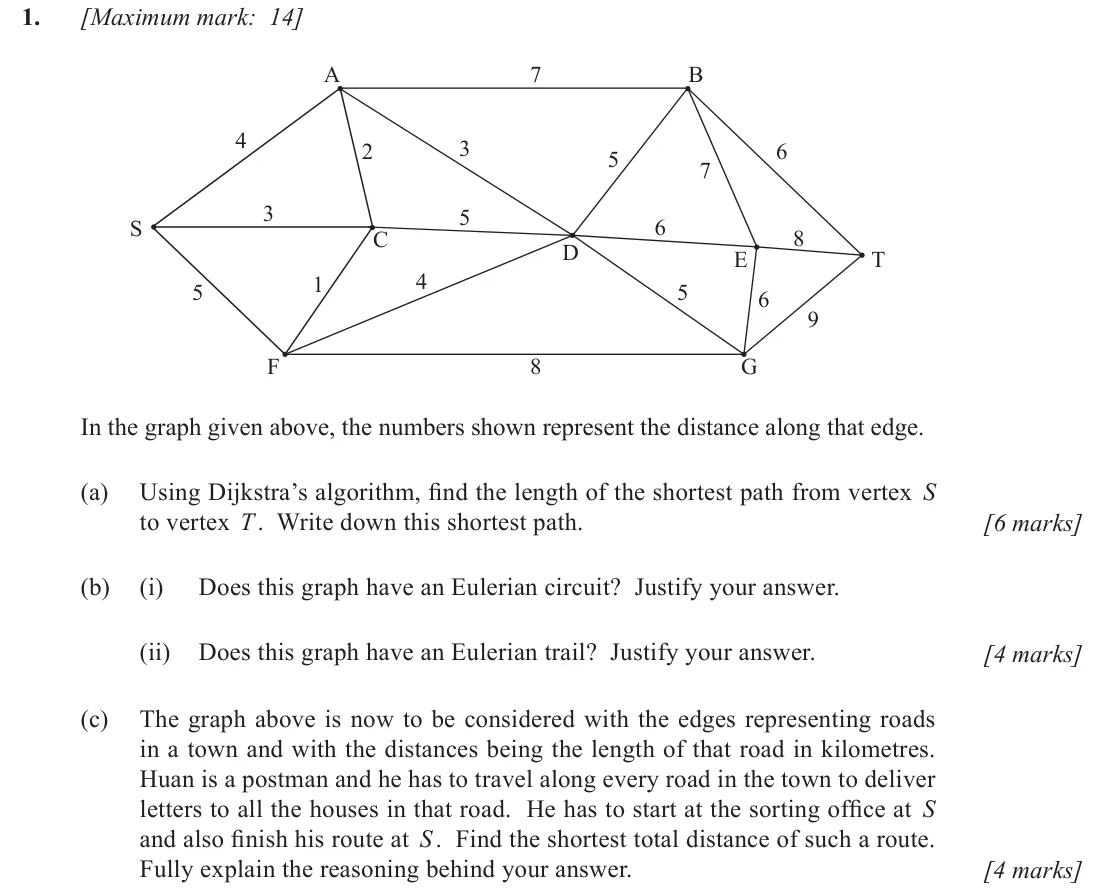 1. [Maximum mark: 14]
A 7 B
4 2 3 5 7 6
S 3 C 5 D 6 E 8 T
5 1 4 5 6 9
F 8 G
In the graph given above, the numbers shown represent the distance along that edge.
(a) Using Dijkstra’s algorithm, find the length of the shortest path from vertex S
to vertex T. Write down this shortest path. [6 marks]
(b) (i) Does this graph have an Eulerian circuit? Justify your answer.
(ii) Does this graph have an Eulerian trail? Justify your answer. [4 marks]
(c) The graph above is now to be considered with the edges representing roads
in a town and with the distances being the length of that road in kilometres.
Huan is a postman and he has to travel along every road in the town to deliver
letters to all the houses in that road. He has to start at the sorting office at S
and also finish his route at S. Find the shortest total distance of such a route.
Fully explain the reasoning behind your answer. [4 marks]